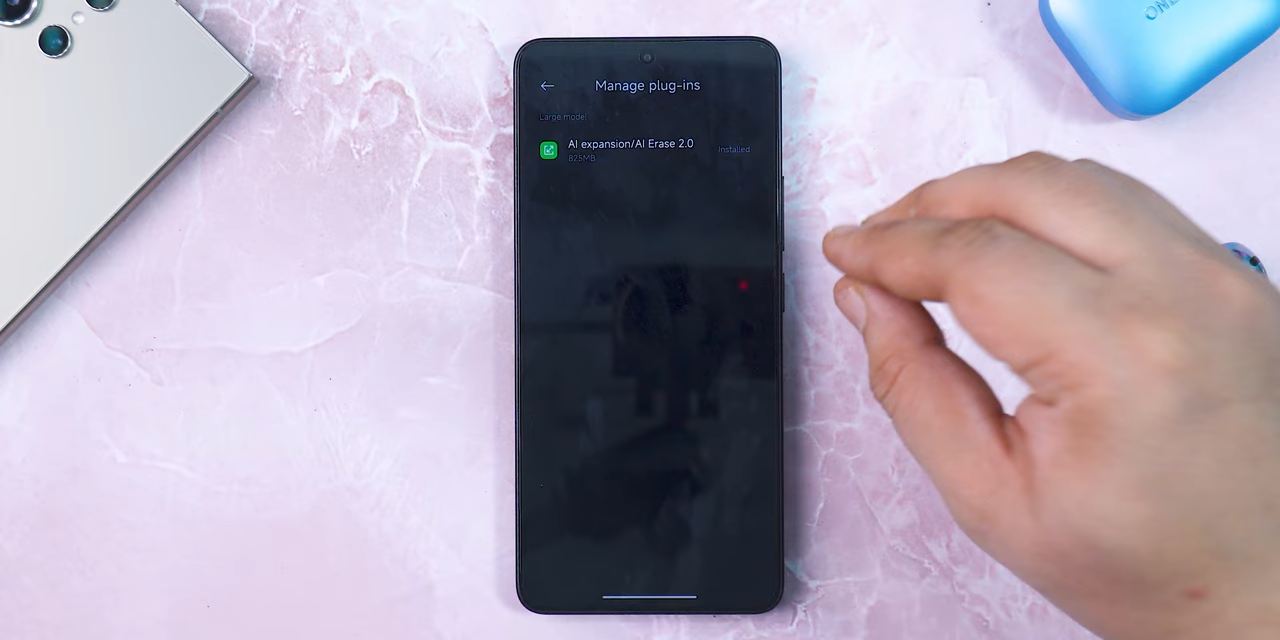 Manage plug-ins
Large model
AI expansion/AI Erase 2.0
825MB
Installed